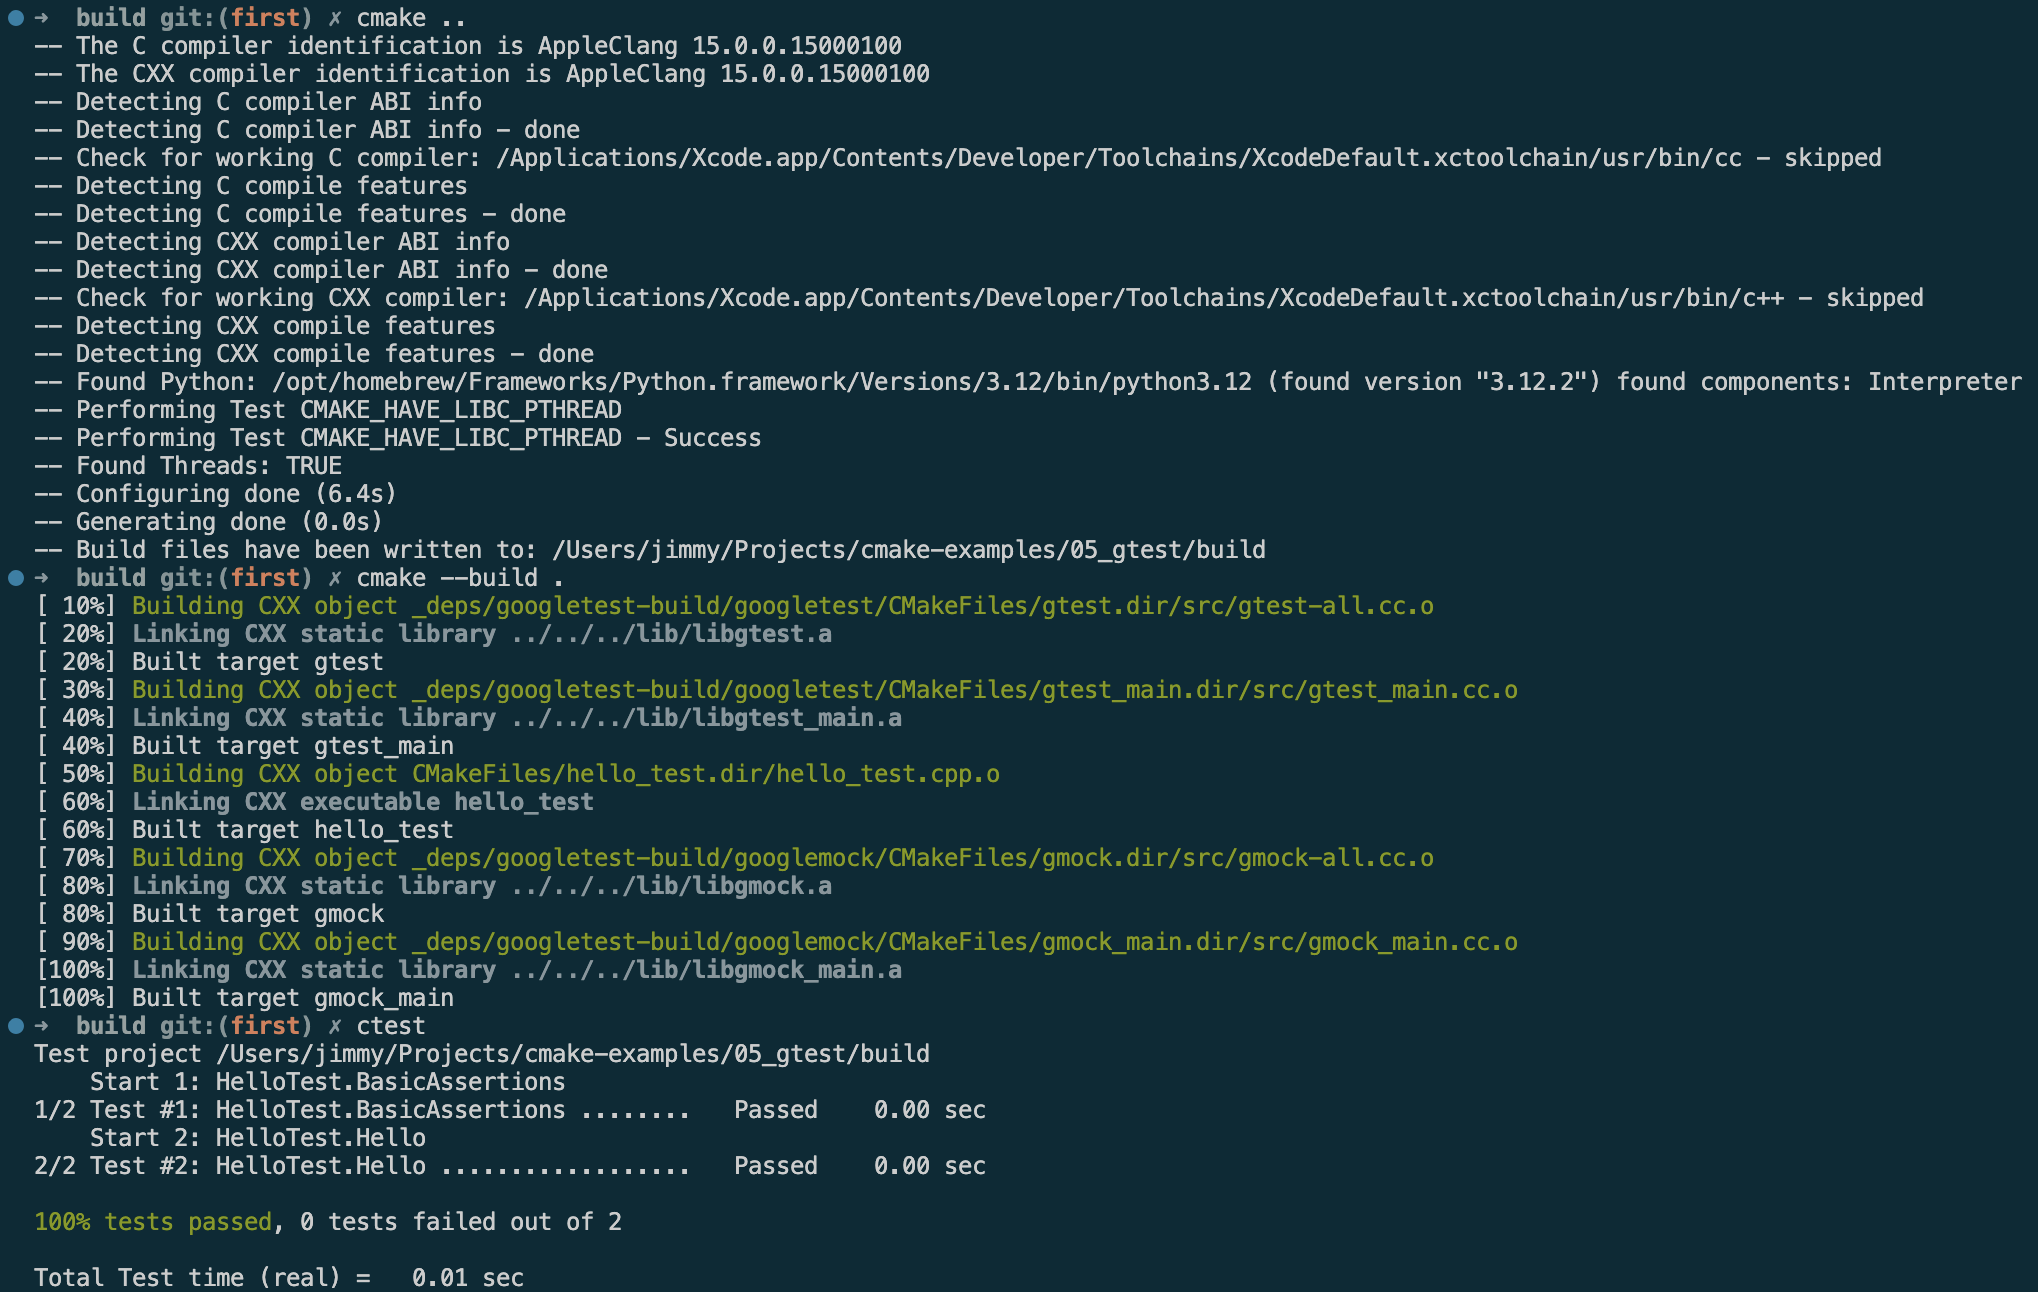 ➜  build git:(first) ✗ cmake ..
-- The C compiler identification is AppleClang 15.0.0.15000100
-- The CXX compiler identification is AppleClang 15.0.0.15000100
-- Detecting C compiler ABI info
-- Detecting C compiler ABI info - done
-- Check for working C compiler: /Applications/Xcode.app/Contents/Developer/Toolchains/XcodeDefault.xctoolchain/usr/bin/cc - skipped
-- Detecting C compile features
-- Detecting C compile features - done
-- Detecting CXX compiler ABI info
-- Detecting CXX compiler ABI info - done
-- Check for working CXX compiler: /Applications/Xcode.app/Contents/Developer/Toolchains/XcodeDefault.xctoolchain/usr/bin/c++ - skipped
-- Detecting CXX compile features
-- Detecting CXX compile features - done
-- Found Python: /opt/homebrew/Frameworks/Python.framework/Versions/3.12/bin/python3.12 (found version "3.12.2") found components: Interpreter
-- Performing Test CMAKE_HAVE_LIBC_PTHREAD
-- Performing Test CMAKE_HAVE_LIBC_PTHREAD - Success
-- Found Threads: TRUE
-- Configuring done (6.4s)
-- Generating done (0.0s)
-- Build files have been written to: /Users/jimmy/Projects/cmake-examples/05_gtest/build
➜  build git:(first) ✗ cmake --build .
[ 10%] Building CXX object _deps/googletest-build/googletest/CMakeFiles/gtest.dir/src/gtest-all.cc.o
[ 20%] Linking CXX static library ../../../lib/libgtest.a
[ 20%] Built target gtest
[ 30%] Building CXX object _deps/googletest-build/googletest/CMakeFiles/gtest_main.dir/src/gtest_main.cc.o
[ 40%] Linking CXX static library ../../../lib/libgtest_main.a
[ 40%] Built target gtest_main
[ 50%] Building CXX object CMakeFiles/hello_test.dir/hello_test.cpp.o
[ 60%] Linking CXX executable hello_test
[ 60%] Built target hello_test
[ 70%] Building CXX object _deps/googletest-build/googlemock/CMakeFiles/gmock.dir/src/gmock-all.cc.o
[ 80%] Linking CXX static library ../../../lib/libgmock.a
[ 80%] Built target gmock
[ 90%] Building CXX object _deps/googletest-build/googlemock/CMakeFiles/gmock_main.dir/src/gmock_main.cc.o
[100%] Linking CXX static library ../../../lib/libgmock_main.a
[100%] Built target gmock_main
➜  build git:(first) ✗ ctest
Test project /Users/jimmy/Projects/cmake-examples/05_gtest/build
    Start 1: HelloTest.BasicAssertions
1/2 Test #1: HelloTest.BasicAssertions ........   Passed    0.00 sec
    Start 2: HelloTest.Hello
2/2 Test #2: HelloTest.Hello ..................   Passed    0.00 sec
100% tests passed, 0 tests failed out of 2
Total Test time (real) =   0.01 sec